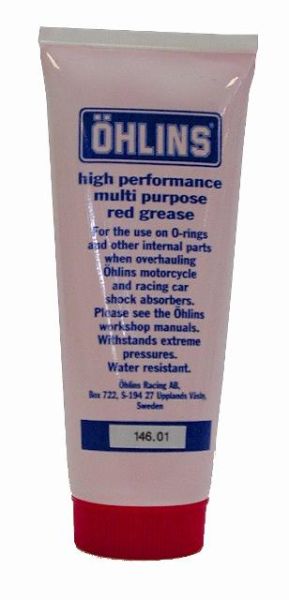 ÖHLINS
high performance
multi purpose
red grease
For the use on O-rings
and other internal parts
when overhauling
Öhlins motorcycle
and racing car
shock absorbers.
Please see the Öhlins
workshop manuals.
Withstands extreme
pressures.
Water resistant.
Öhlins Racing AB,
Box 722, S-194 27 Upplands Väsby,
Sweden
146.01